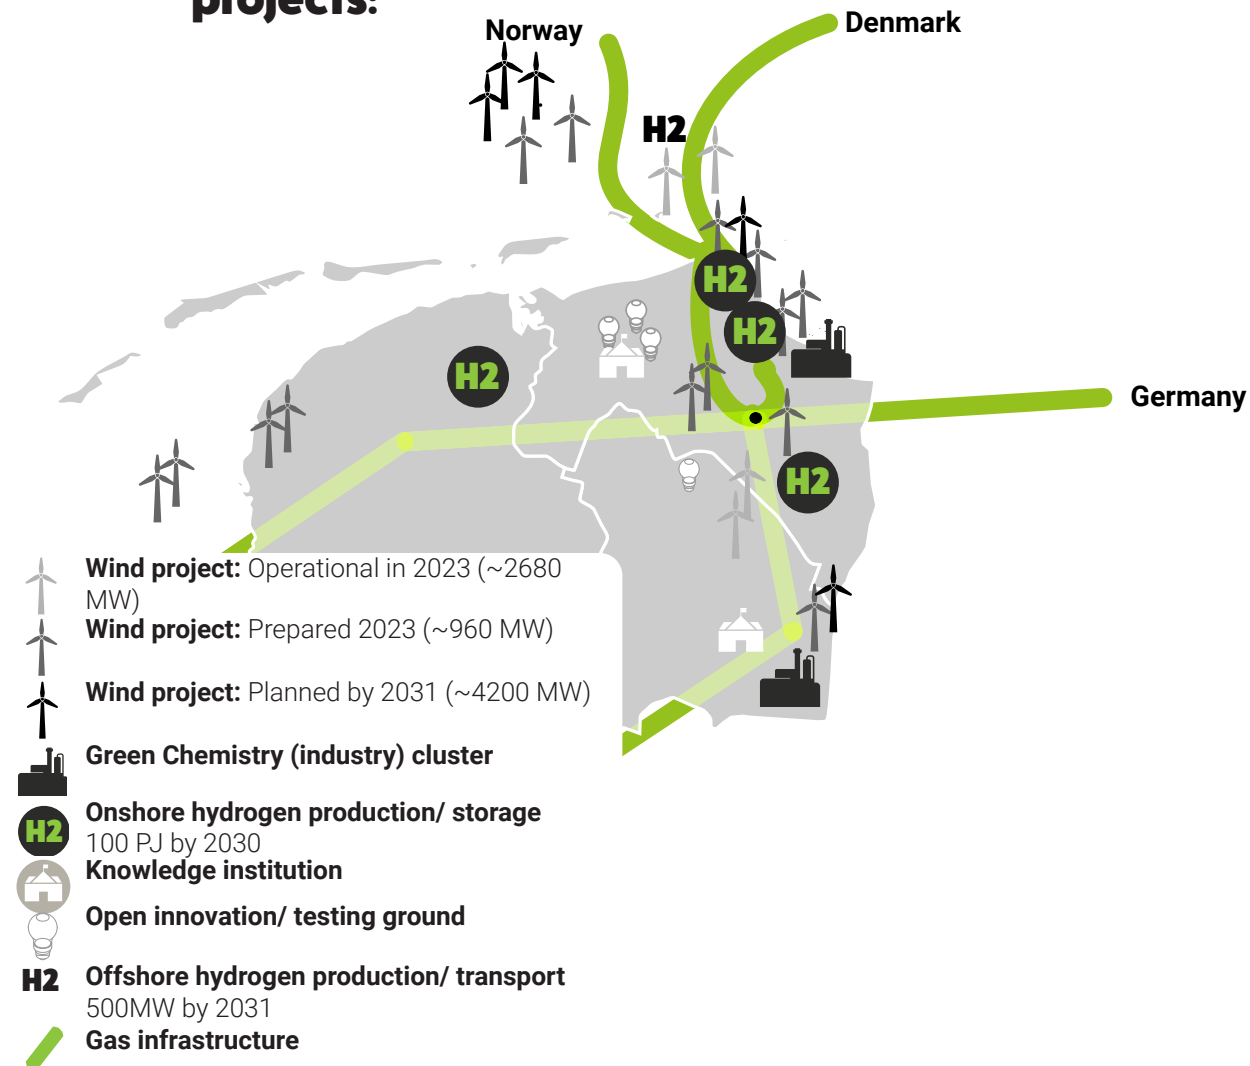 projects:
Norway
Denmark
H2
H2
H2
H2
Germany
H2
Wind project: Operational in 2023 (~2680
MW)
Wind project: Prepared 2023 (~960 MW)
Wind project: Planned by 2031 (~4200 MW)
Green Chemistry (industry) cluster
H2
Onshore hydrogen production/ storage
100 PJ by 2030
Knowledge institution
Open innovation/ testing ground
H2
Offshore hydrogen production/ transport
500MW by 2031
Gas infrastructure